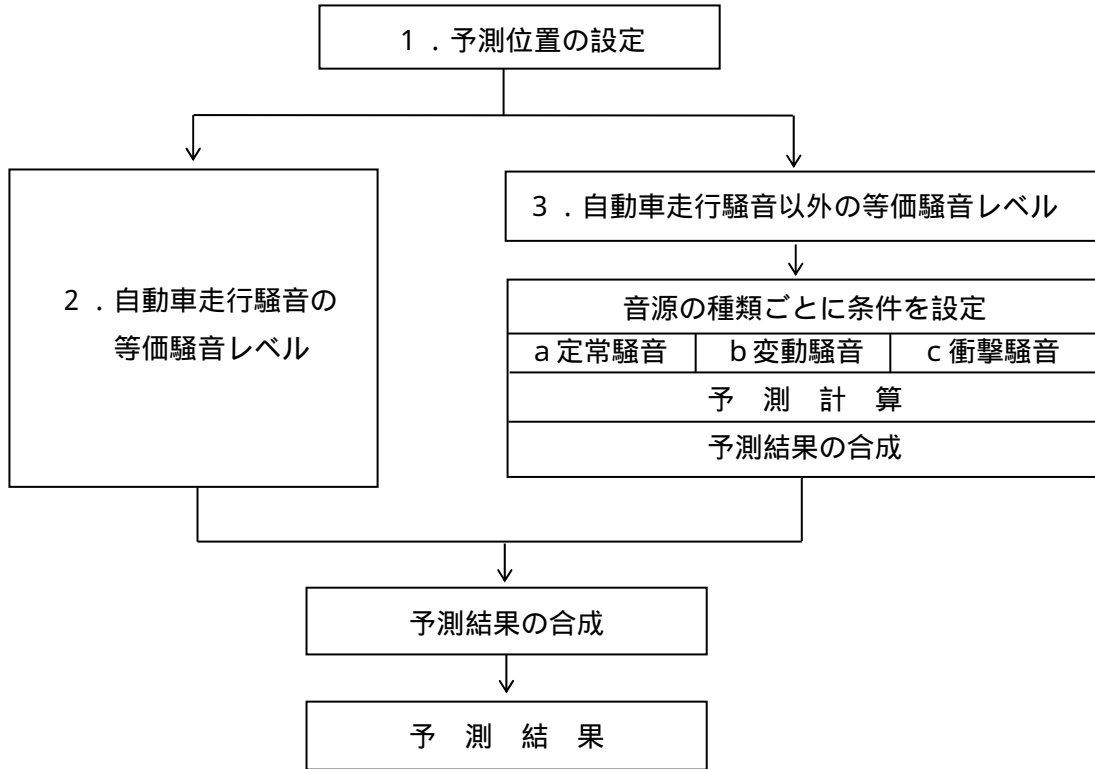 １．予測位置の設定
２．自動車走行騒音の
等価騒音レベル
３．自動車走行騒音以外の等価騒音レベル
音源の種類ごとに条件を設定
ａ定常騒音 ｂ変動騒音 ｃ衝撃騒音
予　測　計　算
予測結果の合成
予測結果の合成
予　測　結　果